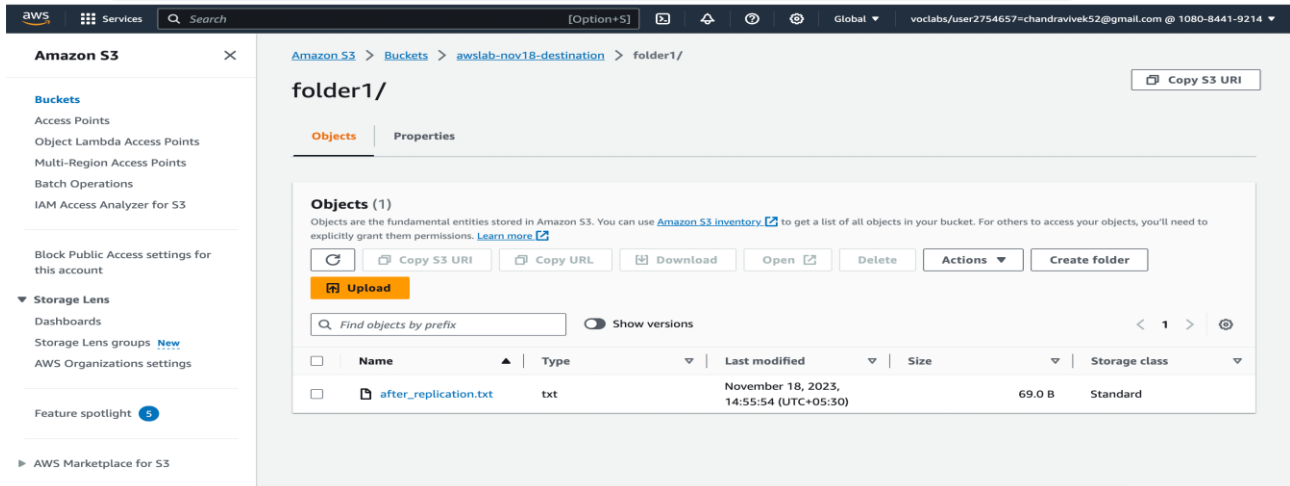 aws Services Search [Option+S] Global voclabs/user2754657=chandravivek52@gmail.com @ 1080-8441-9214
Amazon S3
Buckets
Access Points
Object Lambda Access Points
Multi-Region Access Points
Batch Operations
IAM Access Analyzer for S3
Block Public Access settings for
this account
Storage Lens
Dashboards
Storage Lens groups New
AWS Organizations settings
Feature spotlight 5
AWS Marketplace for S3
Amazon S3 > Buckets > awslab-nov18-destination > folder1/
folder1/
Copy S3 URI
Objects Properties
Objects (1)
Objects are the fundamental entities stored in Amazon S3. You can use Amazon S3 inventory to get a list of all objects in your bucket. For others to access your objects, you'll need to
explicitly grant them permissions. Learn more
Copy S3 URI Copy URL Download Open Delete Actions Create folder
Upload
Find objects by prefix Show versions < 1 >
Name Type Last modified Size Storage class
after_replication.txt txt November 18, 2023, 69.0 B Standard
14:55:54 (UTC+05:30)